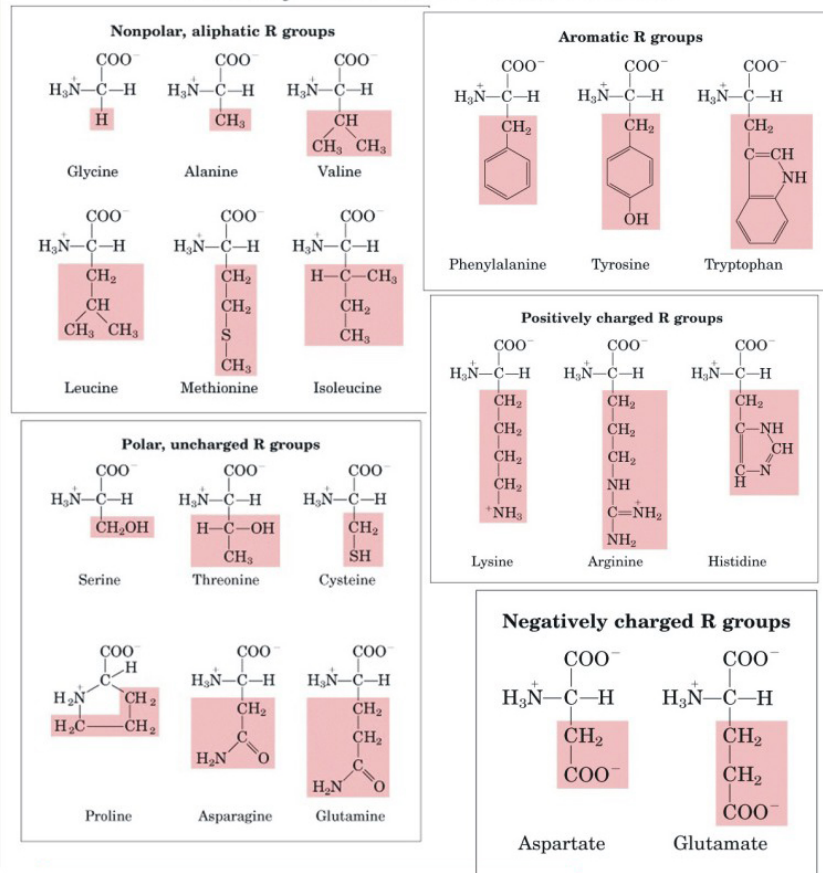 Nonpolar, aliphatic R groups
COO⁻ COO⁻ COO⁻
H₃N⁺—C—H H₃N⁺—C—H H₃N⁺—C—H
H CH₃ CH
CH₃ CH₃
Glycine Alanine Valine
COO⁻ COO⁻ COO⁻
H₃N⁺—C—H H₃N⁺—C—H H₃N⁺—C—H
CH₂ CH₂ H—C—CH₃
CH CH₂ CH₂
CH₃ CH₃ S CH₃
CH₃
Leucine Methionine Isoleucine
Aromatic R groups
COO⁻ COO⁻ COO⁻
H₃N⁺—C—H H₃N⁺—C—H H₃N⁺—C—H
CH₂ CH₂ CH₂
C=CH
NH
OH
Phenylalanine Tyrosine Tryptophan
Positively charged R groups
COO⁻ COO⁻ COO⁻
H₃N⁺—C—H H₃N⁺—C—H H₃N⁺—C—H
CH₂ CH₂ CH₂
CH₂ CH₂ C—NH
CH₂ CH₂ CH
CH₂ NH C—N
H
⁺NH₃ C=N⁺H₂
NH₂
Lysine Arginine Histidine
Polar, uncharged R groups
COO⁻ COO⁻ COO⁻
H₃N⁺—C—H H₃N⁺—C—H H₃N⁺—C—H
CH₂OH H—C—OH CH₂
CH₃ SH
Serine Threonine Cysteine
COO⁻ COO⁻ COO⁻
H
C H₃N⁺—C—H H₃N⁺—C—H
H₂N⁺ CH₂ CH₂ CH₂
H₂C—CH₂ C CH₂
H₂N O C
H₂N O
Proline Asparagine Glutamine
Negatively charged R groups
COO⁻ COO⁻
H₃N⁺—C—H H₃N⁺—C—H
CH₂ CH₂
COO⁻ CH₂
COO⁻
Aspartate Glutamate